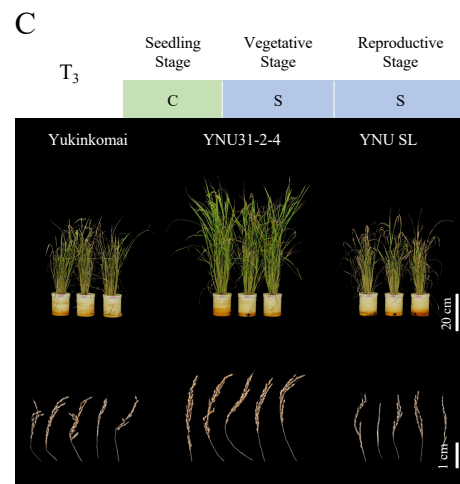 C
T3
Seedling Stage
Vegetative Stage
Reproductive Stage
C
S
S
Yukinkomai
YNU31-2-4
YNU SL
20 cm
1 cm